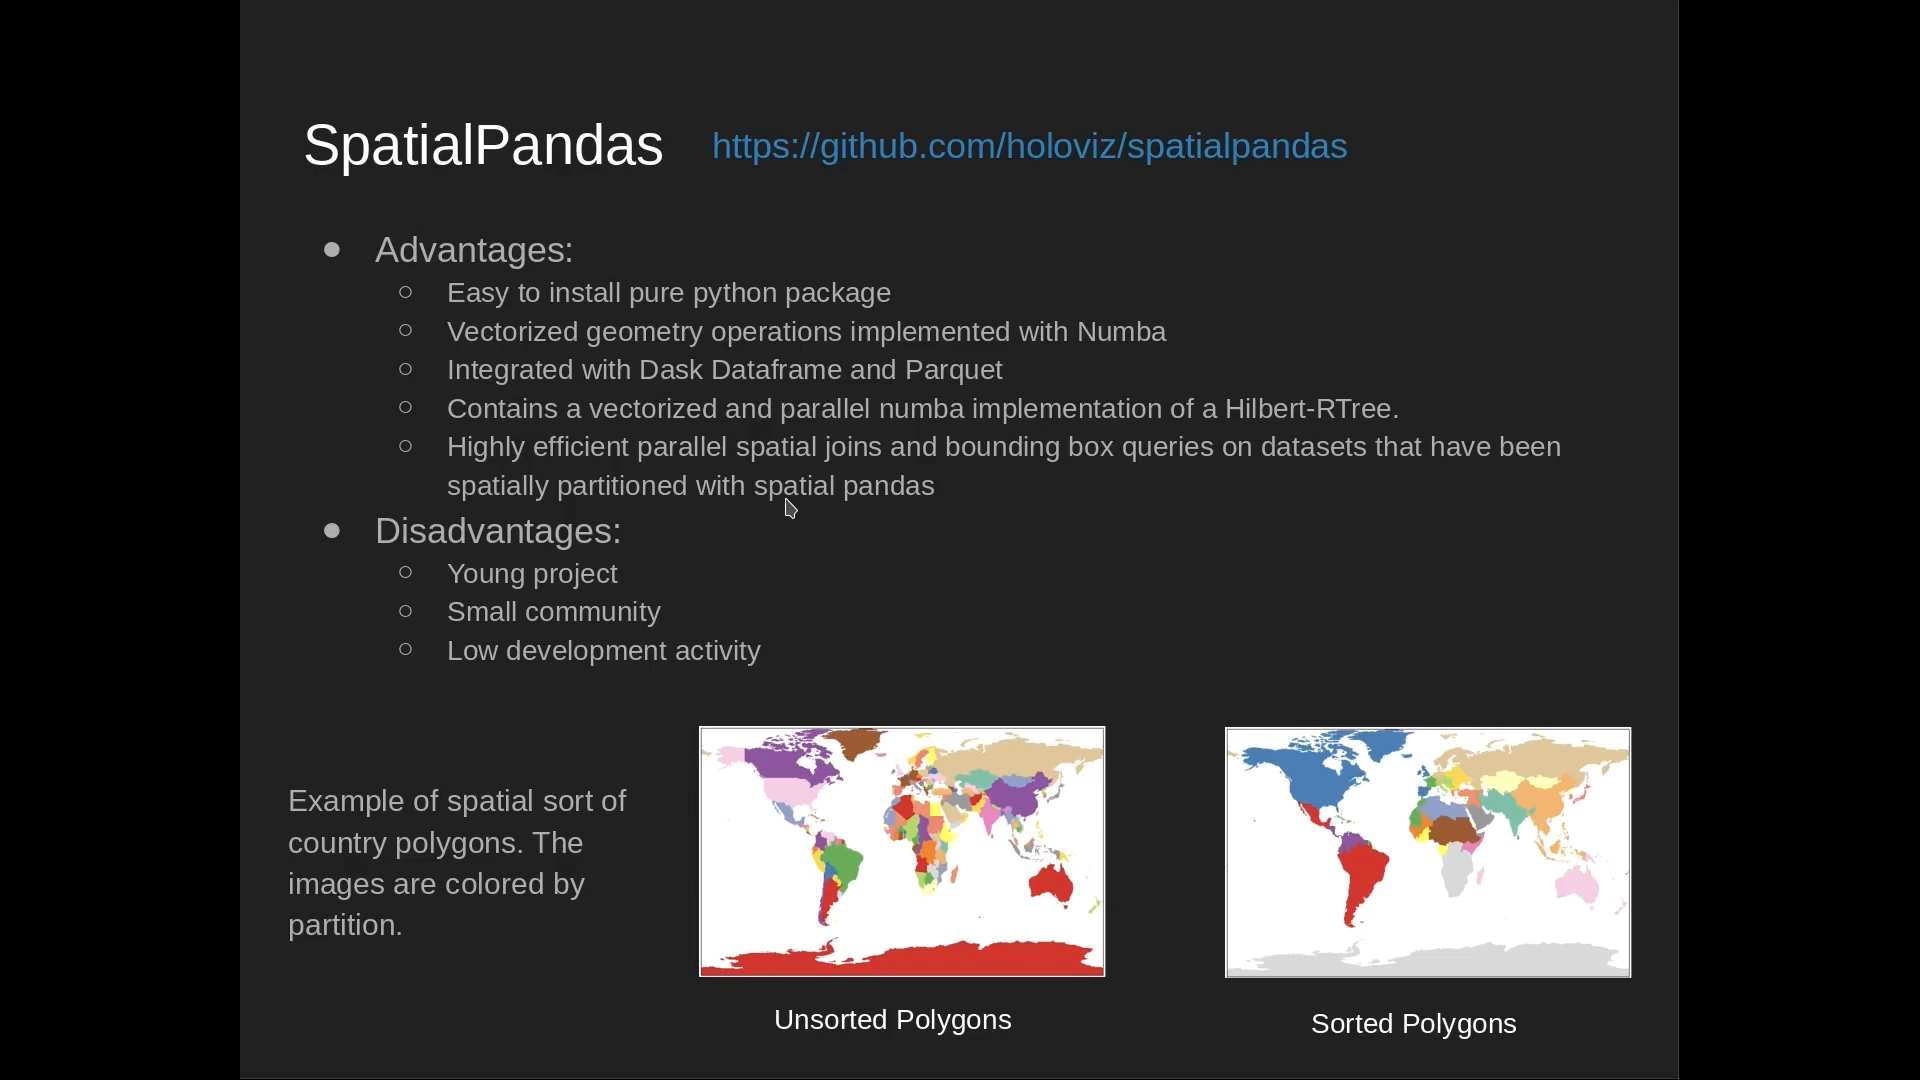 SpatialPandas https://github.com/holoviz/spatialpandas
● Advantages:
○ Easy to install pure python package
○ Vectorized geometry operations implemented with Numba
○ Integrated with Dask Dataframe and Parquet
○ Contains a vectorized and parallel numba implementation of a Hilbert-RTree.
○ Highly efficient parallel spatial joins and bounding box queries on datasets that have been
spatially partitioned with spatial pandas
● Disadvantages:
○ Young project
○ Small community
○ Low development activity
Example of spatial sort of
country polygons. The
images are colored by
partition.
Unsorted Polygons
Sorted Polygons